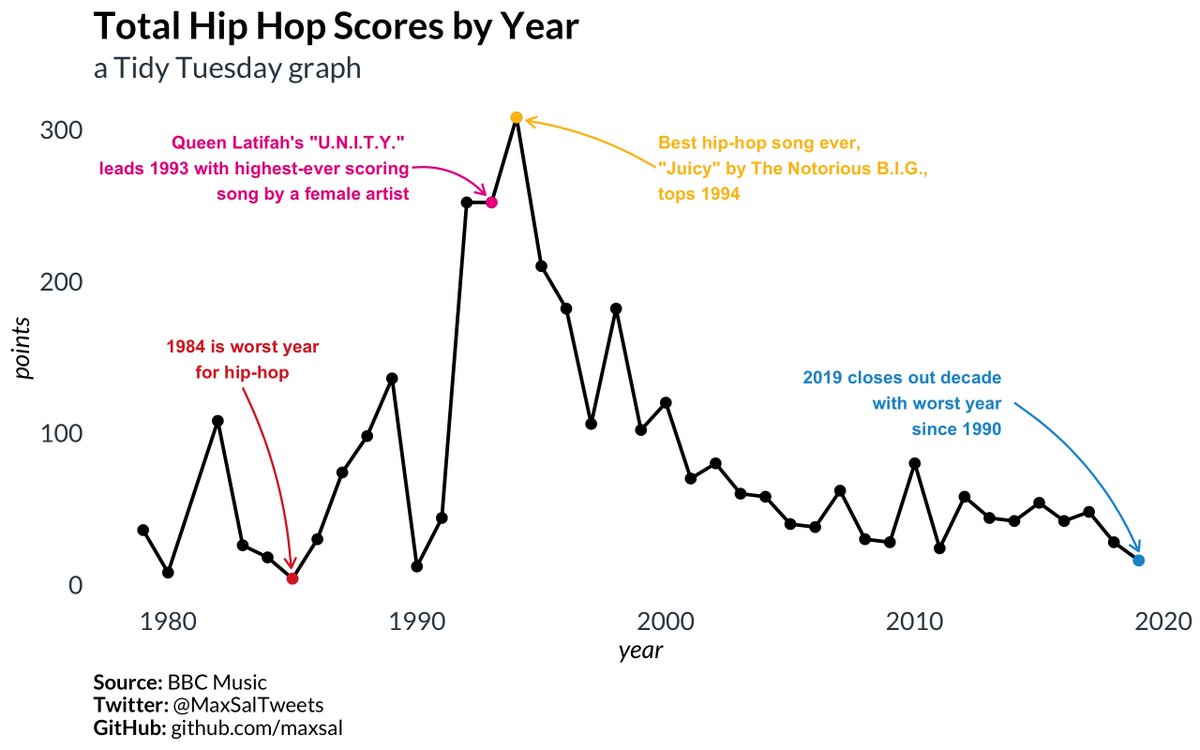 Total Hip Hop Scores by Year
a Tidy Tuesday graph
300
Queen Latifah's "U.N.I.T.Y."
leads 1993 with highest-ever scoring
song by a female artist
Best hip-hop song ever,
"Juicy" by The Notorious B.I.G.,
tops 1994
200
points
1984 is worst year
for hip-hop
2019 closes out decade
with worst year
since 1990
100
0
1980
1990
2000
2010
2020
year
Source: BBC Music
Twitter: @MaxSalTweets
GitHub: github.com/maxsal